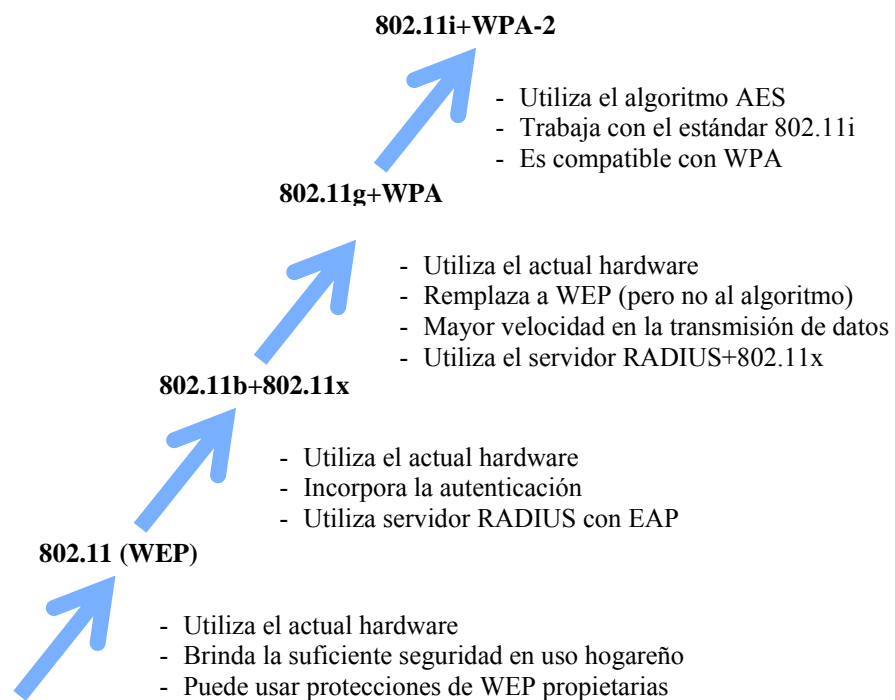 802.11i+WPA-2
- Utiliza el algoritmo AES
- Trabaja con el estándar 802.11i
- Es compatible con WPA
802.11g+WPA
- Utiliza el actual hardware
- Remplaza a WEP (pero no al algoritmo)
- Mayor velocidad en la transmisión de datos
- Utiliza el servidor RADIUS+802.11x
802.11b+802.11x
- Utiliza el actual hardware
- Incorpora la autenticación
- Utiliza servidor RADIUS con EAP
802.11 (WEP)
- Utiliza el actual hardware
- Brinda la suficiente seguridad en uso hogareño
- Puede usar protecciones de WEP propietarias